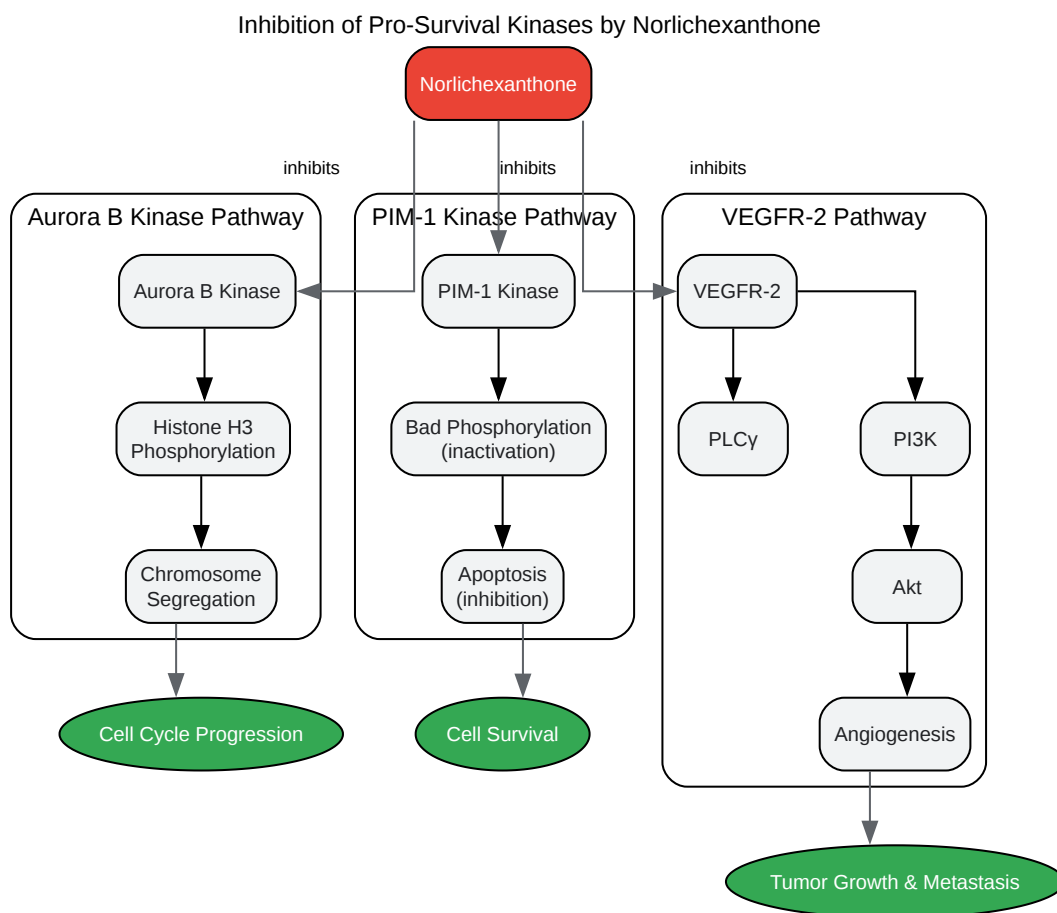 Inhibition of Pro-Survival Kinases by Norlichexanthone
Norlichexanthone
inhibits
inhibits
inhibits
Aurora B Kinase Pathway
PIM-1 Kinase Pathway
VEGFR-2 Pathway
Aurora B Kinase
PIM-1 Kinase
VEGFR-2
Histone H3
Phosphorylation
Bad Phosphorylation
(inactivation)
PLCγ
PI3K
Chromosome
Segregation
Apoptosis
(inhibition)
Akt
Cell Cycle Progression
Cell Survival
Angiogenesis
Tumor Growth & Metastasis